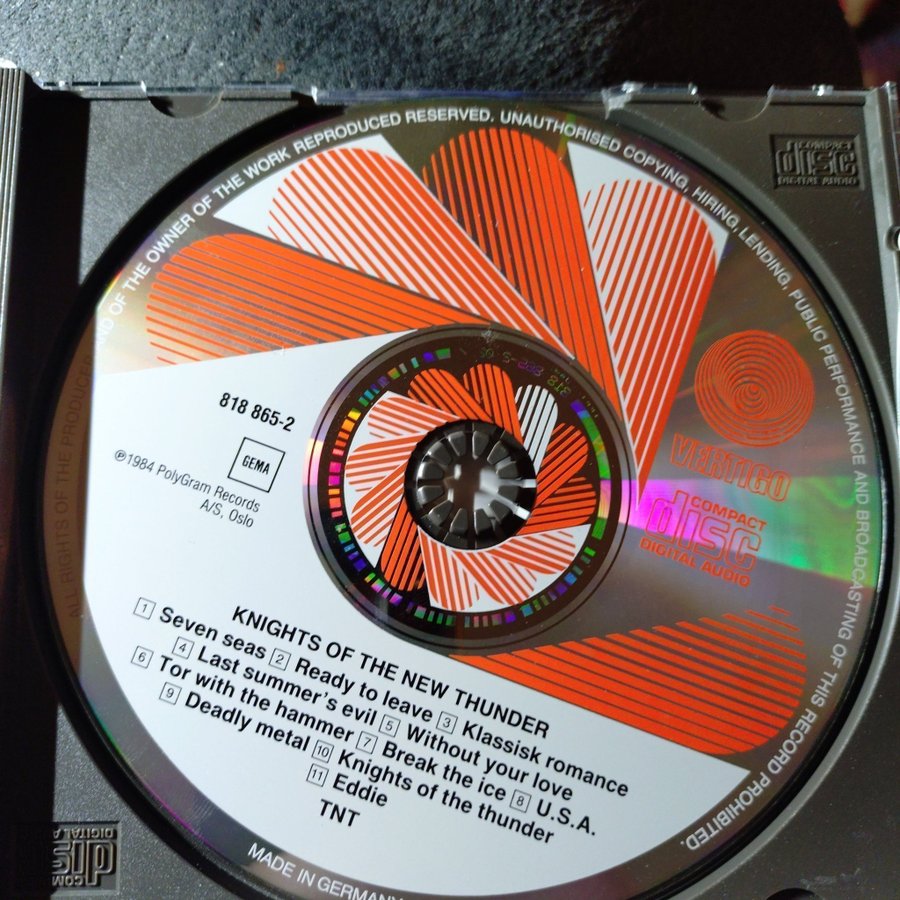 COMPACT
disc
DIGITAL AUDIO
ALL RIGHTS OF THE PRODUCER AND OF THE OWNER OF THE WORK REPRODUCED RESERVED. UNAUTHORISED COPYING, HIRING, LENDING, PUBLIC PERFORMANCE AND BROADCASTING OF THIS RECORD PROHIBITED.
818 865-2
GEMA
℗1984 PolyGram Records
A/S, Oslo
VERTIGO
COMPACT
disc
DIGITAL AUDIO
KNIGHTS OF THE NEW THUNDER
1 Seven seas 2 Ready to leave 3 Klassisk romance
4 Last summer's evil 5 Without your love
6 Tor with the hammer 7 Break the ice 8 U.S.A.
9 Deadly metal 10 Knights of the thunder
11 Eddie
TNT
MADE IN GERMANY
COMPACT
disc
DIGITAL A